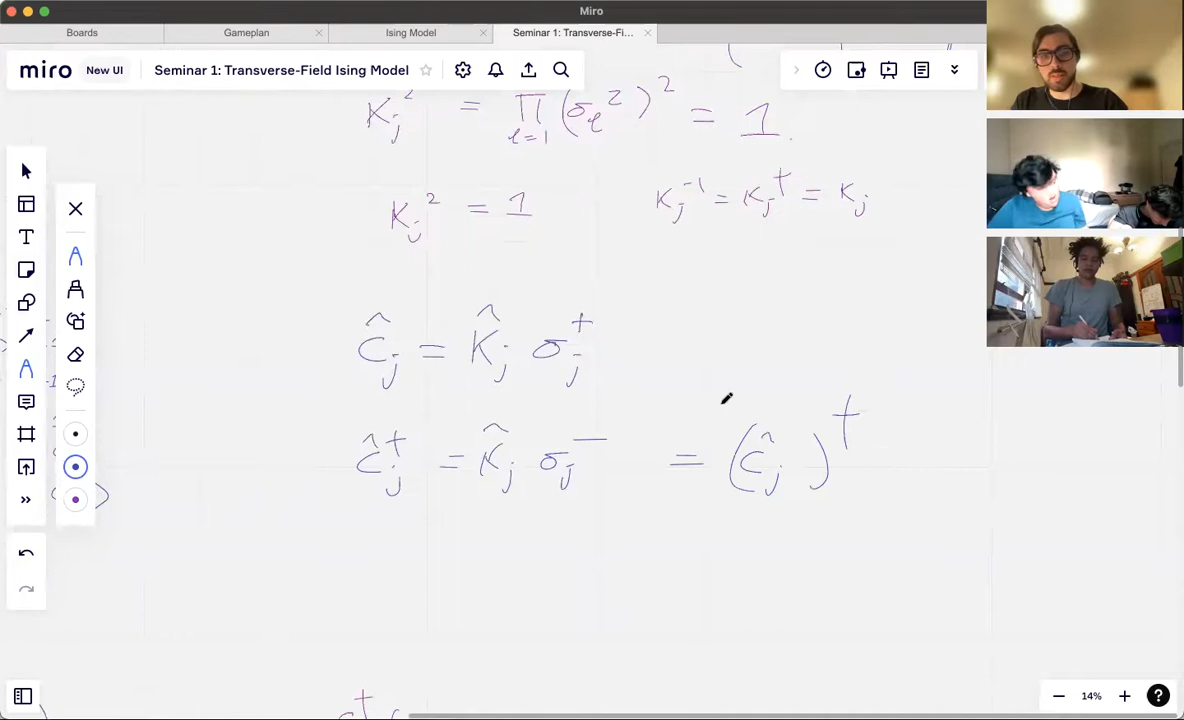 Miro
Boards
Gameplan
Ising Model
Seminar 1: Transverse-Fi...
miro
New UI
Seminar 1: Transverse-Field Ising Model
K_j^2 = ∏_{ℓ=1} (σ_ℓ^z)^2 = 1.
K_j^2 = 1
K_j^{-1} = K_j^† = K_j
ĉ_j = K̂_j σ_j^+
ĉ_j^† = K̂_j σ_j^- = (ĉ_j)^†
14%